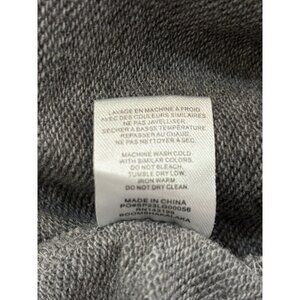 LAVAGE EN MACHINE À FROID
AVEC DES COULEURS SIMILAIRES
NE PAS JAVELLISER.
SÉCHER À BASSE TEMPÉRATURE
REPASSER AU CHAUD.
NE PAS NETTOYER À SEC.
MACHINE WASH COLD
WITH SIMILAR COLORS.
DO NOT BLEACH.
TUMBLE DRY LOW.
IRON WARM.
DO NOT DRY CLEAN.
MADE IN CHINA